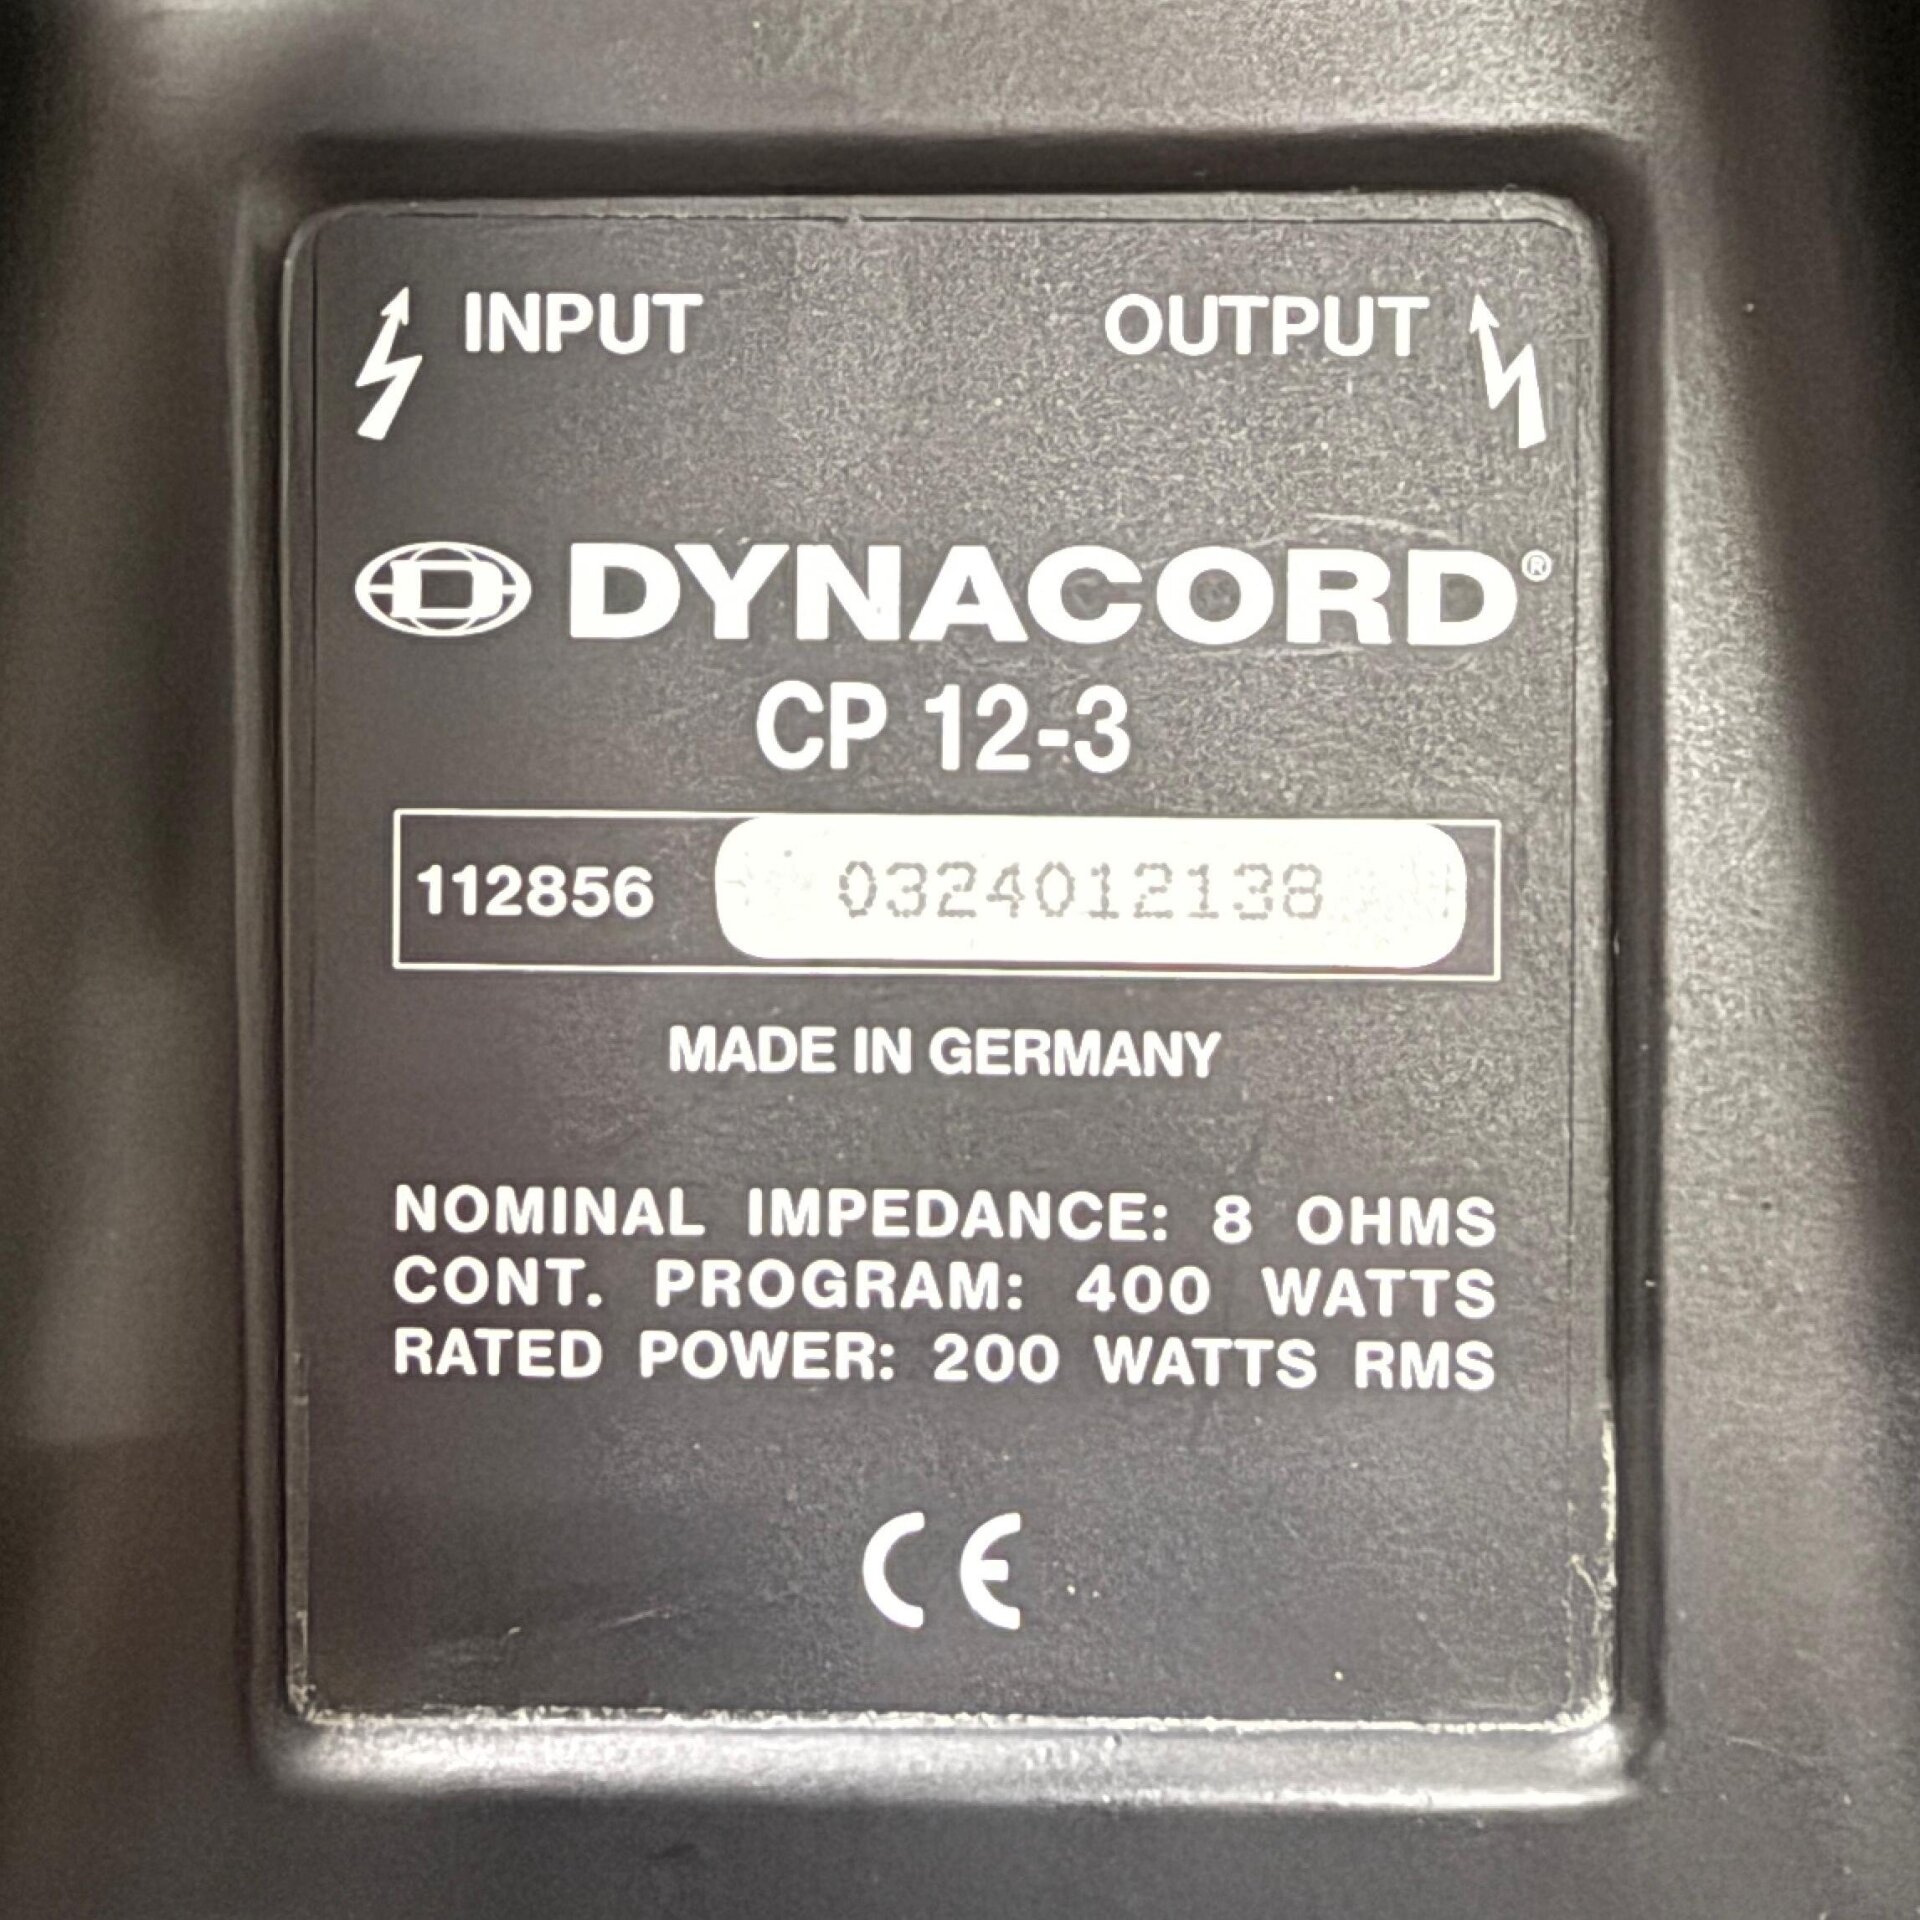 INPUT OUTPUT
D DYNACORD®
CP 12-3
112856 0324012138
MADE IN GERMANY
NOMINAL IMPEDANCE: 8 OHMS
CONT. PROGRAM: 400 WATTS
RATED POWER: 200 WATTS RMS
CE